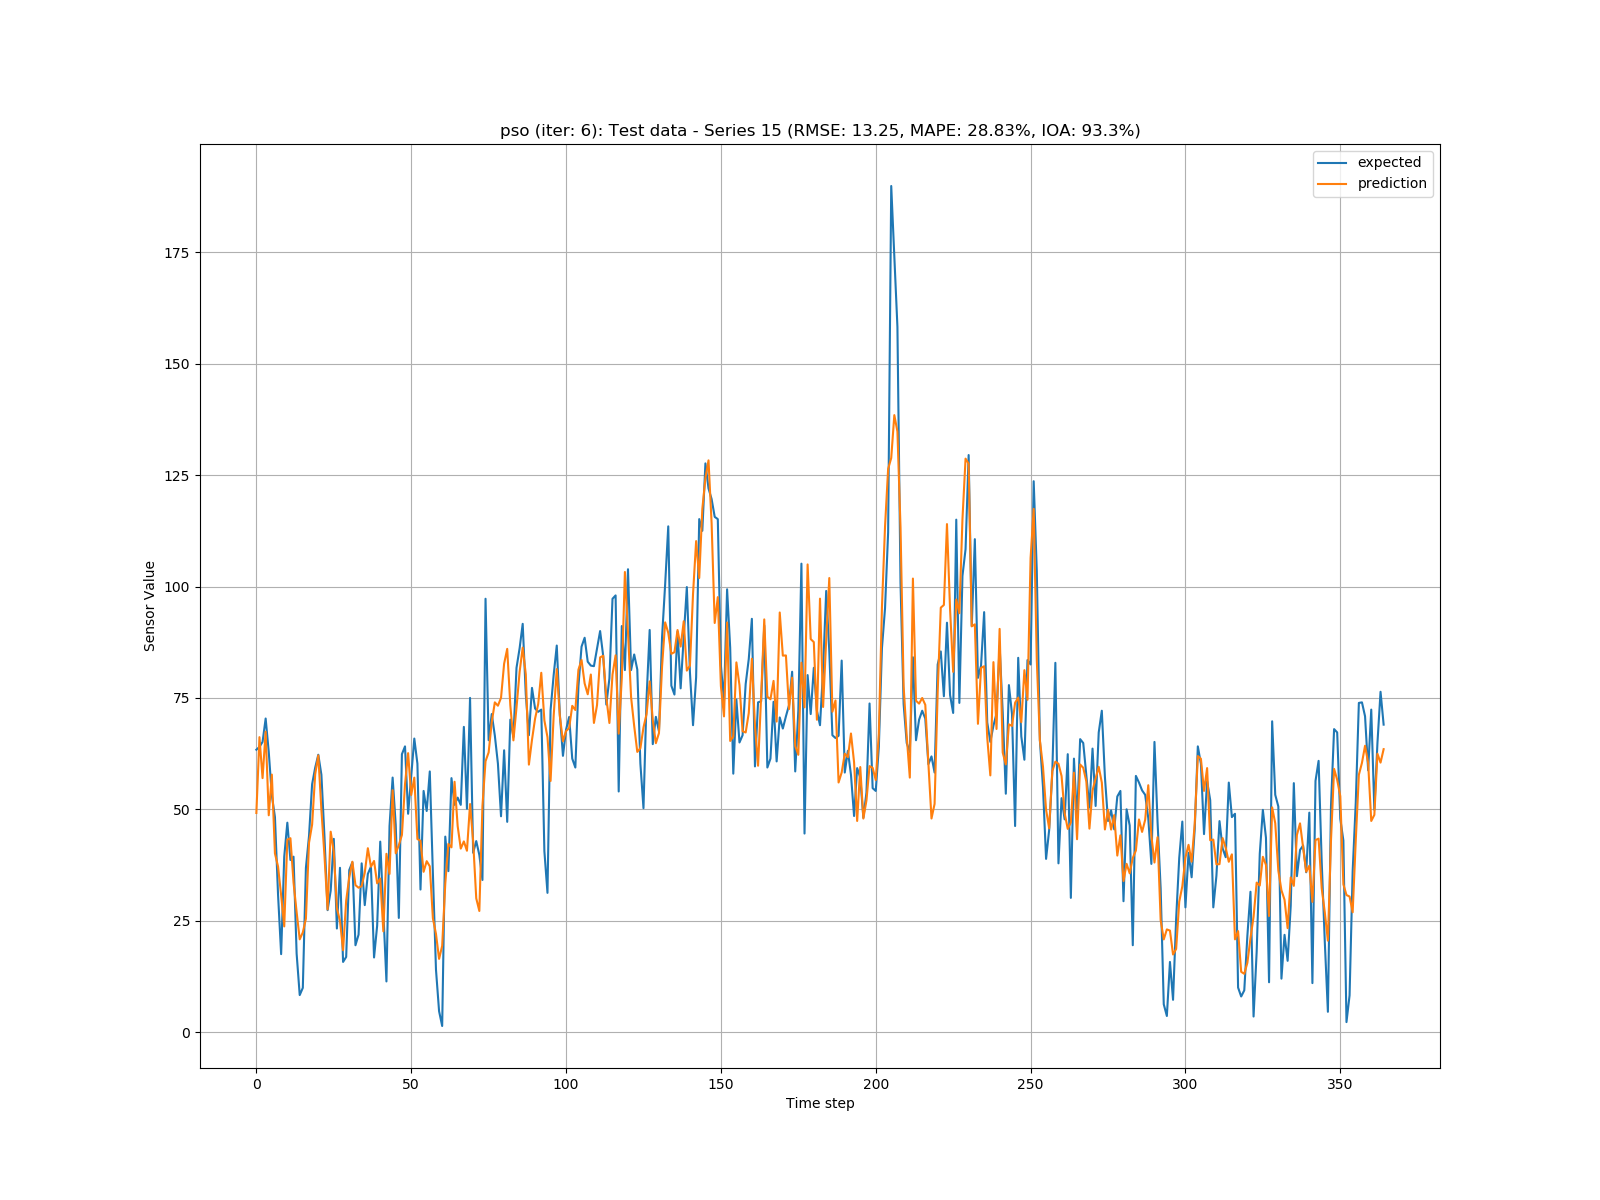 pso (iter: 6): Test data - Series 15 (RMSE: 13.25, MAPE: 28.83%, IOA: 93.3%)
expected
prediction
175
150
125
100
75
50
25
0
Sensor Value
0 50 100 150 200 250 300 350
Time step